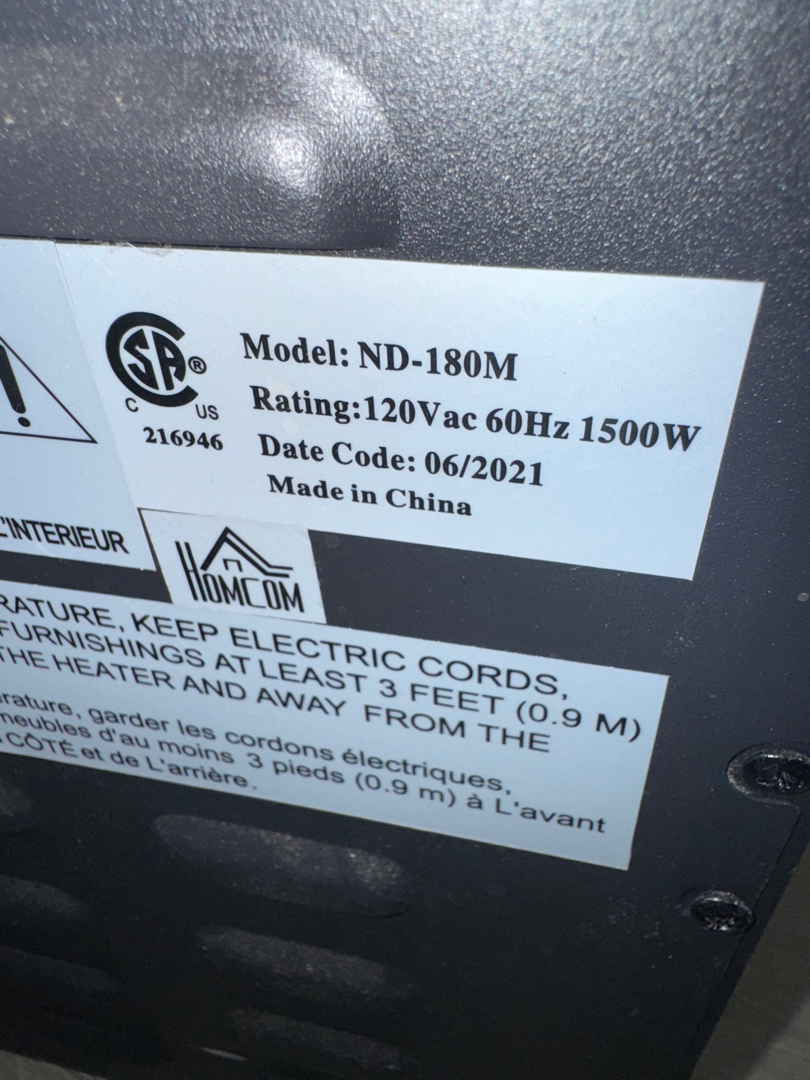 CSA®
C US
216946
Model: ND-180M
Rating:120Vac 60Hz 1500W
Date Code: 06/2021
Made in China
!
L'INTERIEUR
HOMCOM
RATURE, KEEP ELECTRIC CORDS,
FURNISHINGS AT LEAST 3 FEET (0.9 M)
THE HEATER AND AWAY FROM THE
rature, garder les cordons électriques,
meubles d'au moins 3 pieds (0.9 m) à L'avant
CÔTÉ et de L'arrière.